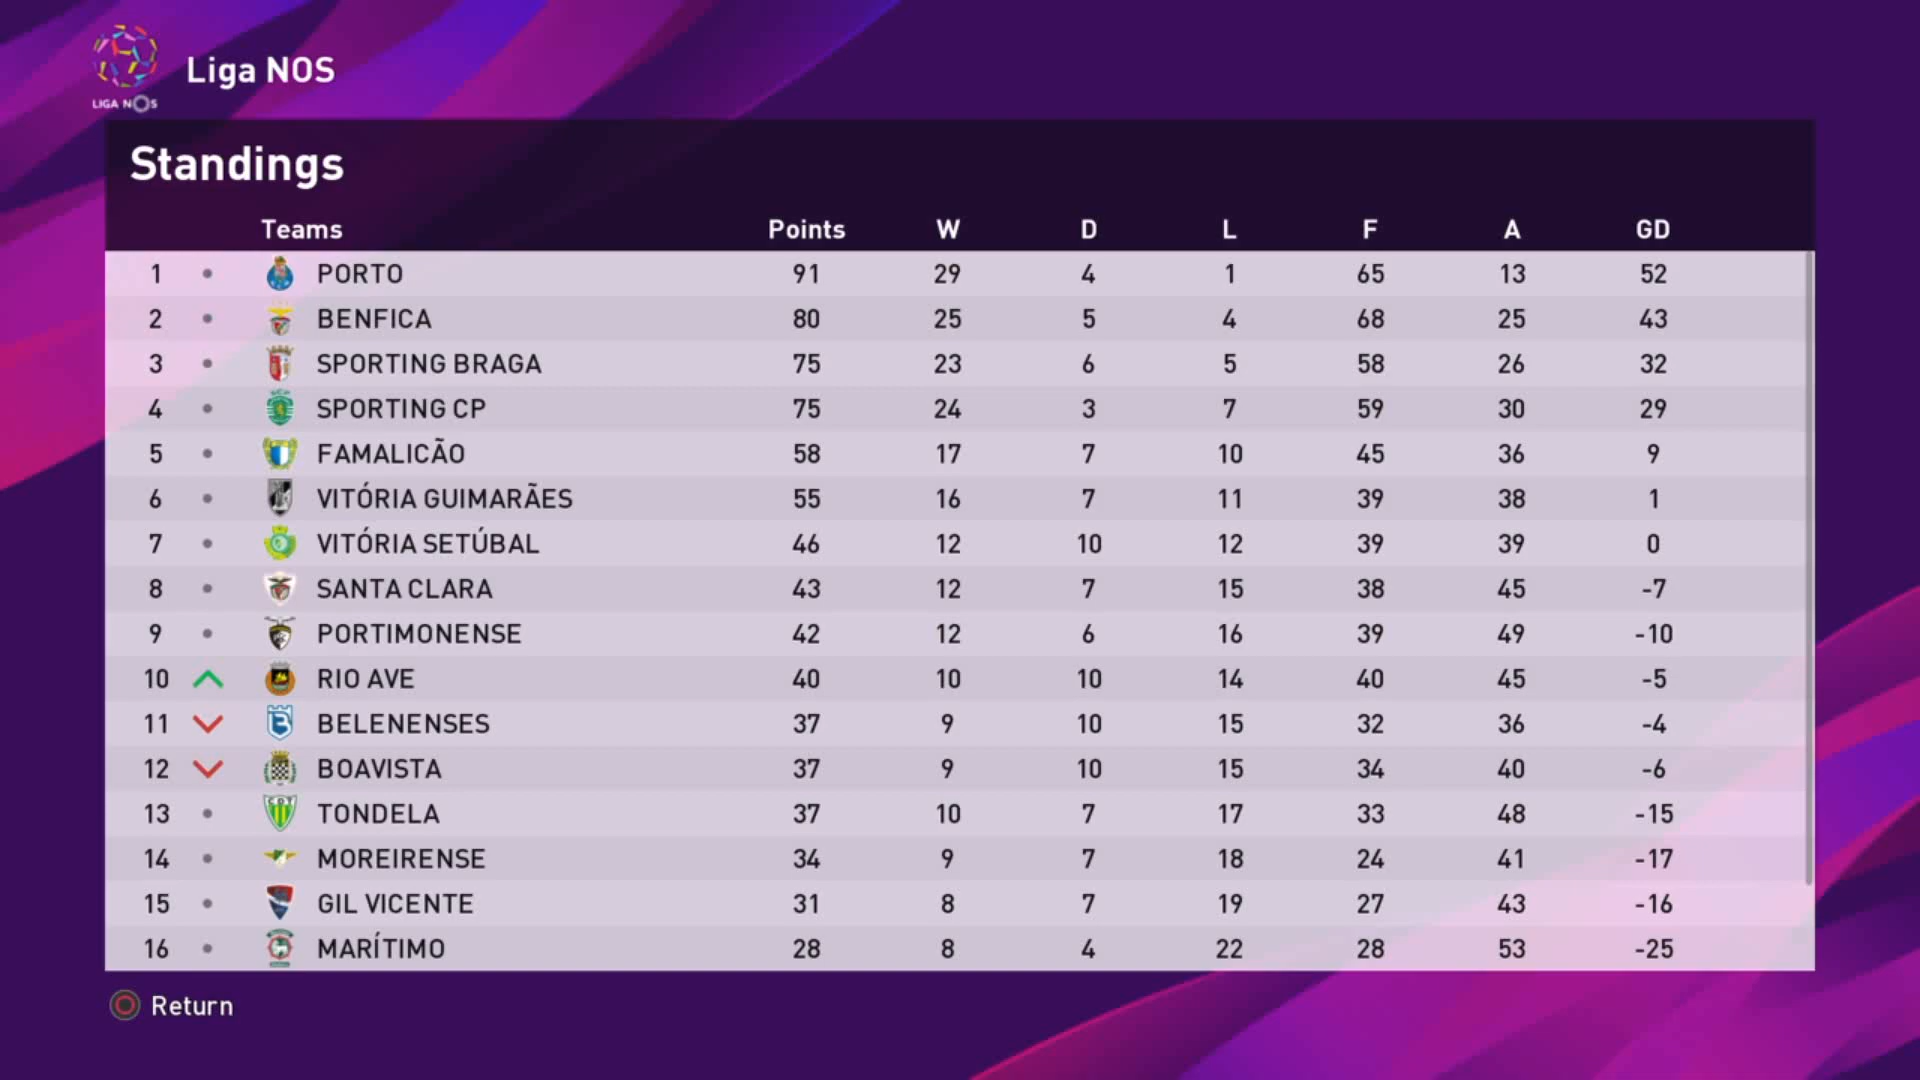 LIGA NOS
Liga NOS
Standings
Teams Points W D L F A GD
1 PORTO 91 29 4 1 65 13 52
2 BENFICA 80 25 5 4 68 25 43
3 SPORTING BRAGA 75 23 6 5 58 26 32
4 SPORTING CP 75 24 3 7 59 30 29
5 FAMALICÃO 58 17 7 10 45 36 9
6 VITÓRIA GUIMARÃES 55 16 7 11 39 38 1
7 VITÓRIA SETÚBAL 46 12 10 12 39 39 0
8 SANTA CLARA 43 12 7 15 38 45 -7
9 PORTIMONENSE 42 12 6 16 39 49 -10
10 RIO AVE 40 10 10 14 40 45 -5
11 BELENENSES 37 9 10 15 32 36 -4
12 BOAVISTA 37 9 10 15 34 40 -6
13 TONDELA 37 10 7 17 33 48 -15
14 MOREIRENSE 34 9 7 18 24 41 -17
15 GIL VICENTE 31 8 7 19 27 43 -16
16 MARÍTIMO 28 8 4 22 28 53 -25
Return